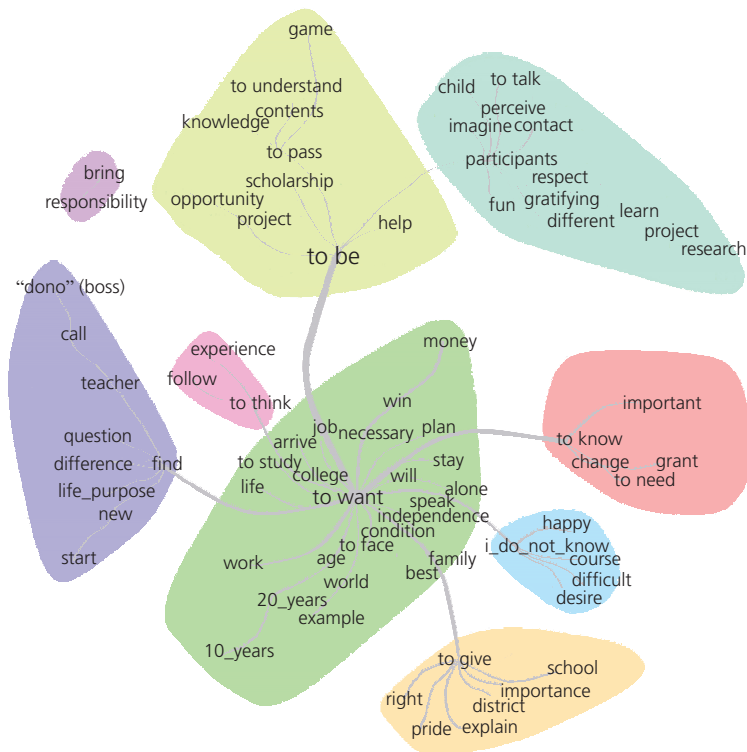 game
to understand
contents
knowledge
to pass
scholarship
opportunity
project
help
to be
child
to talk
perceive
imagine
contact
participants
respect
gratifying
fun
different
learn
project
research
bring
responsibility
“dono” (boss)
call
teacher
question
difference
find
life_purpose
new
start
experience
follow
to think
money
win
job
necessary
plan
arrive
to study
college
life
stay
will
to want
alone
speak
independence
condition
to face
family
best
work
age
world
20_years
example
10_years
important
to know
change
grant
to need
happy
i_do_not_know
course
difficult
desire
to give
school
importance
right
district
pride
explain